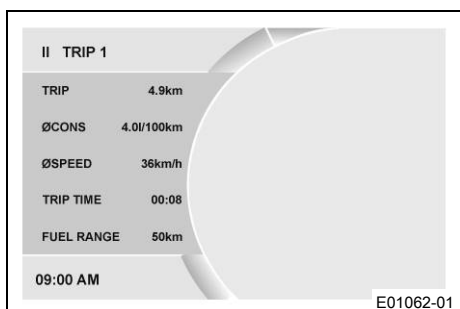 II TRIP 1
TRIP 4.9km
ØCONS 4.0l/100km
ØSPEED 36km/h
TRIP TIME 00:08
FUEL RANGE 50km
09:00 AM
E01062-01